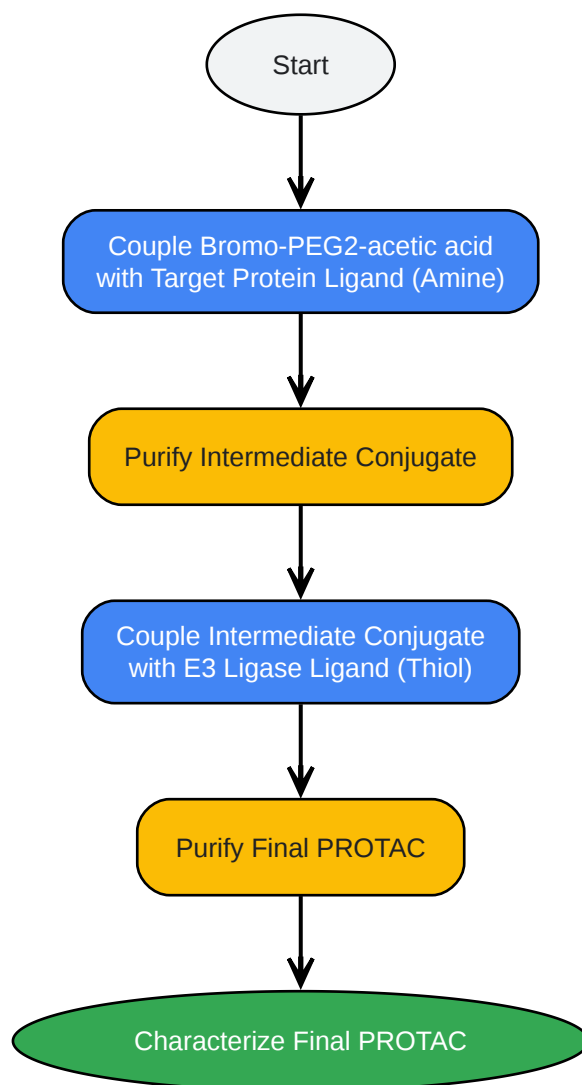 Start
Couple Bromo-PEG2-acetic acid
with Target Protein Ligand (Amine)
Purify Intermediate Conjugate
Couple Intermediate Conjugate
with E3 Ligase Ligand (Thiol)
Purify Final PROTAC
Characterize Final PROTAC